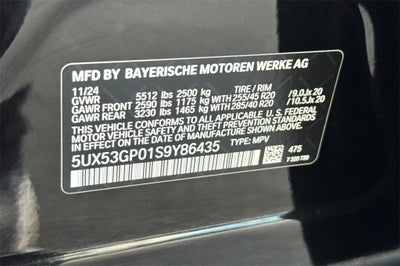 MFD BY BAYERISCHE MOTOREN WERKE AG
11/24
GVWR 5512 lbs 2500 kg TIRE / RIM
GAWR FRONT 2590 lbs 1175 kg 255/45 R20 / 9.0Jx20
GAWR REAR 3230 lbs 1465 kg 285/40 R20 / 10.5Jx20
THIS VEHICLE CONFORMS TO ALL APPLICABLE U.S. FEDERAL
MOTOR VEHICLE SAFETY AND THEFT PREVENTION STANDARDS IN
EFFECT ON THE DATE OF MANUFACTURE SHOWN ABOVE.
5UX53GP01S9Y86435 TYPE: MPV
475